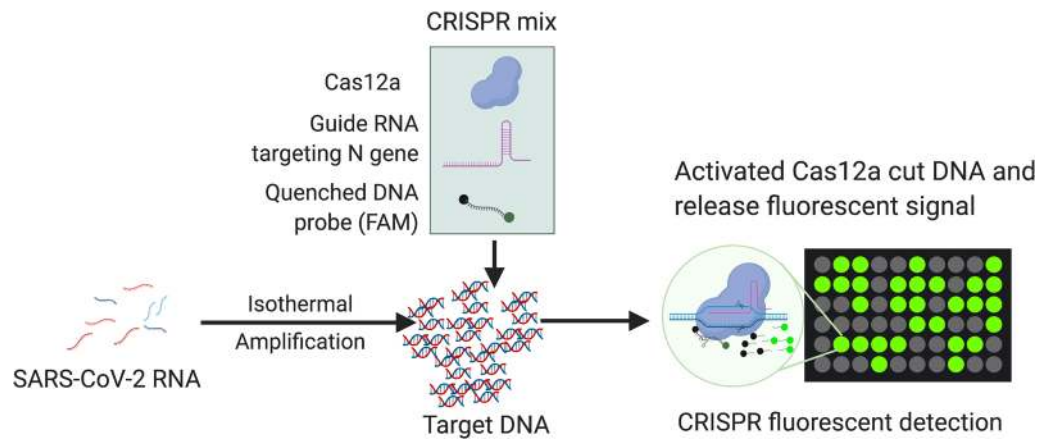 CRISPR mix
Cas12a
Guide RNA
targeting N gene
Quenched DNA
probe (FAM)
Activated Cas12a cut DNA and
release fluorescent signal
Isothermal
Amplification
SARS-CoV-2 RNA
Target DNA
CRISPR fluorescent detection